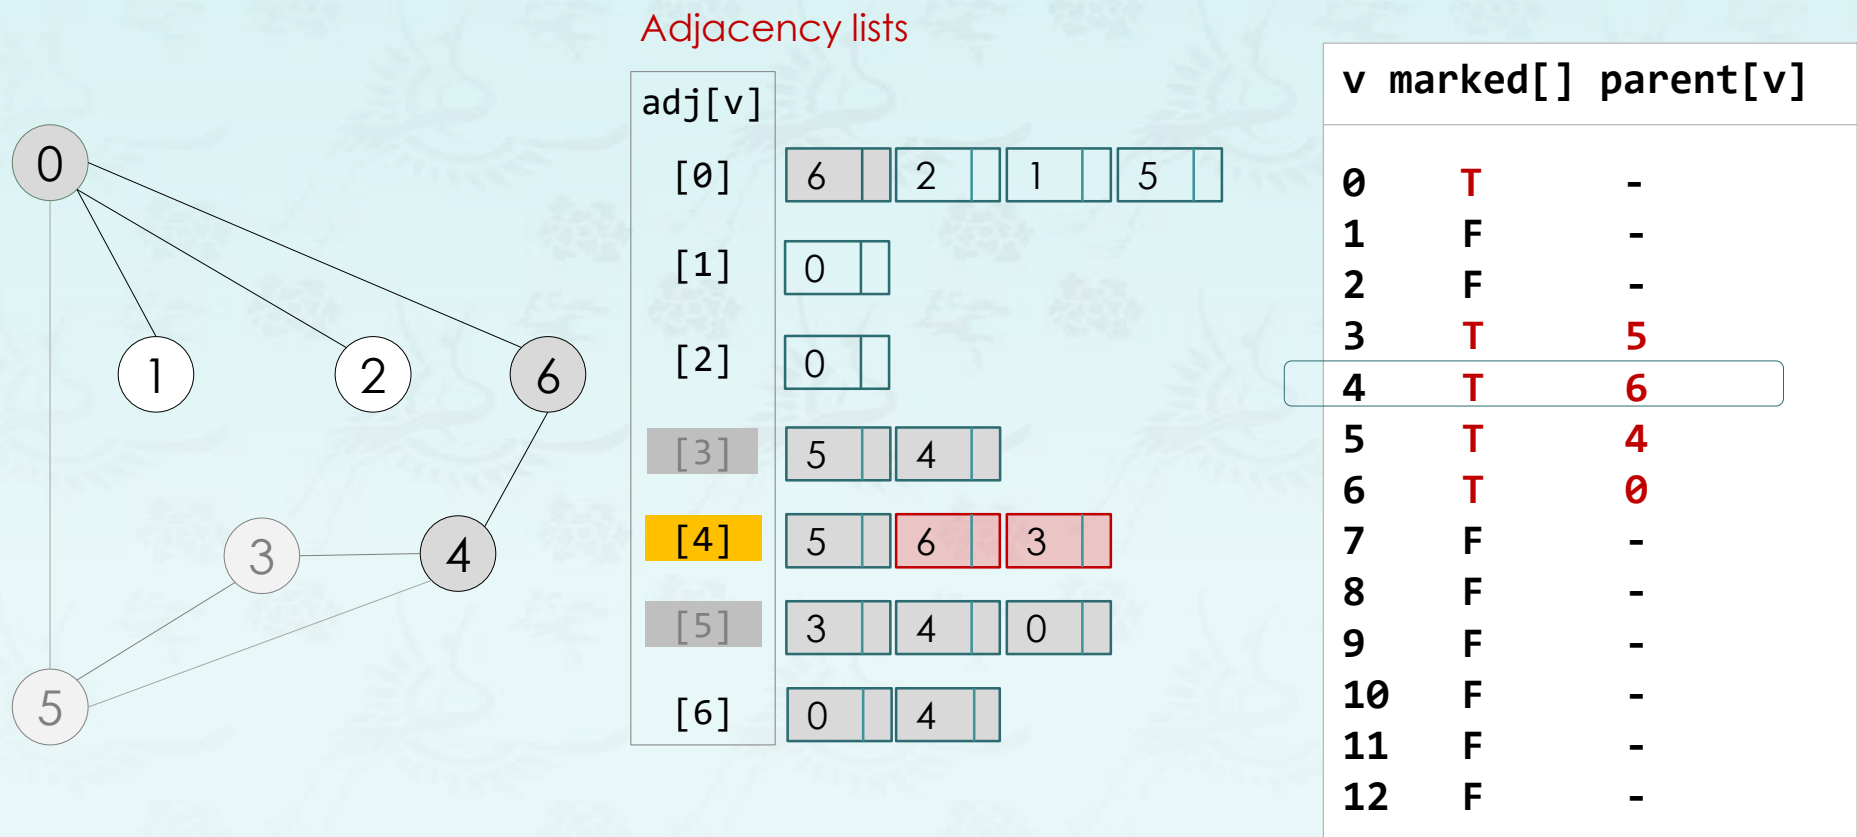 Adjacency lists
adj[v]
[0] 6 2 1 5
[1] 0
[2] 0
[3] 5 4
[4] 5 6 3
[5] 3 4 0
[6] 0 4
0
1 2 6
3 4
5
v marked[] parent[v]
0 T -
1 F -
2 F -
3 T 5
4 T 6
5 T 4
6 T 0
7 F -
8 F -
9 F -
10 F -
11 F -
12 F -